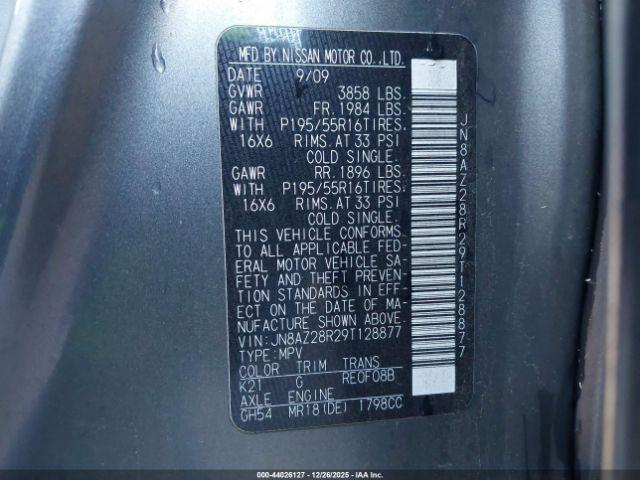 MFD BY NISSAN MOTOR CO.,LTD.
DATE 9/09
GVWR 3858 LBS.
GAWR FR. 1984 LBS.
WITH P195/55R16TIRES.
16X6 RIMS. AT 33 PSI
COLD SINGLE.
GAWR RR. 1896 LBS.
WITH P195/55R16TIRES.
16X6 RIMS. AT 33 PSI
COLD SINGLE.
THIS VEHICLE CONFORMS
TO ALL APPLICABLE FED-
ERAL MOTOR VEHICLE SA-
FETY AND THEFT PREVEN-
TION STANDARDS IN EFF-
ECT ON THE DATE OF MA-
NUFACTURE SHOWN ABOVE.
VIN: JN8AZ28R29T128877
TYPE: MPV
COLOR TRIM TRANS
K21 G RE0F08B
AXLE ENGINE
GH54 MR18(DE) 1798CC
JN8AZ28R29T128877
000-44026127 - 12/26/2025 - IAAI.COM